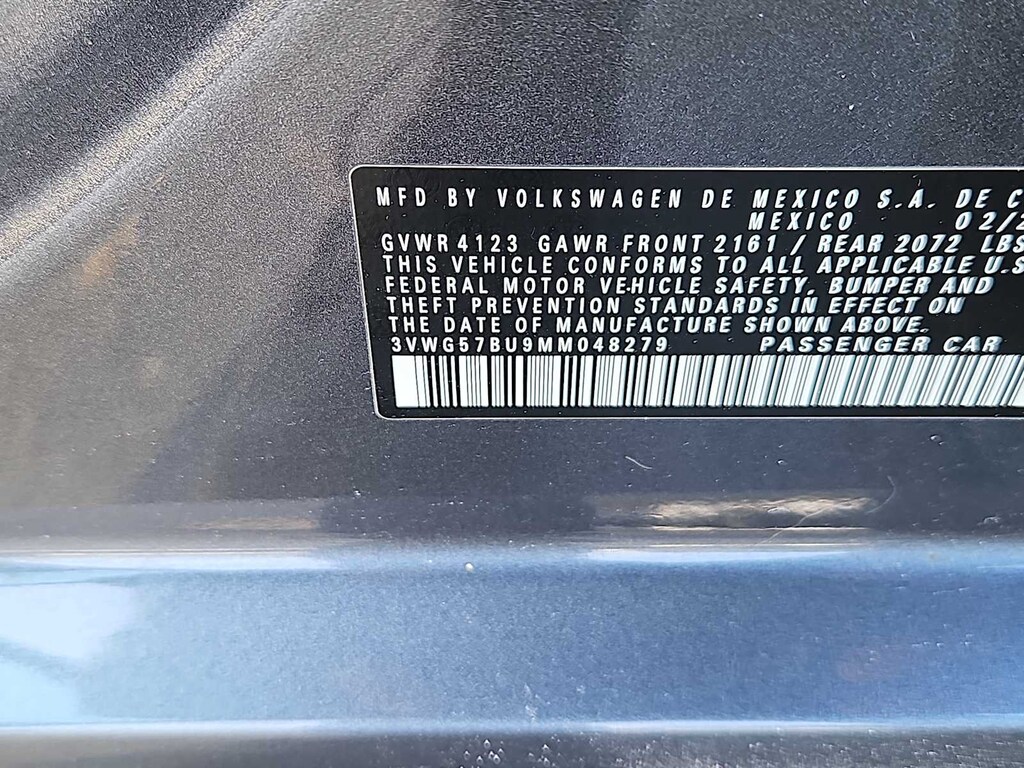 MFD BY VOLKSWAGEN DE MEXICO S.A. DE C
MEXICO 02/2
GVWR 4123 GAWR FRONT 2161 / REAR 2072 LBS
THIS VEHICLE CONFORMS TO ALL APPLICABLE U.S
FEDERAL MOTOR VEHICLE SAFETY, BUMPER AND
THEFT PREVENTION STANDARDS IN EFFECT ON
THE DATE OF MANUFACTURE SHOWN ABOVE.
3VWG57BU9MM048279 PASSENGER CAR